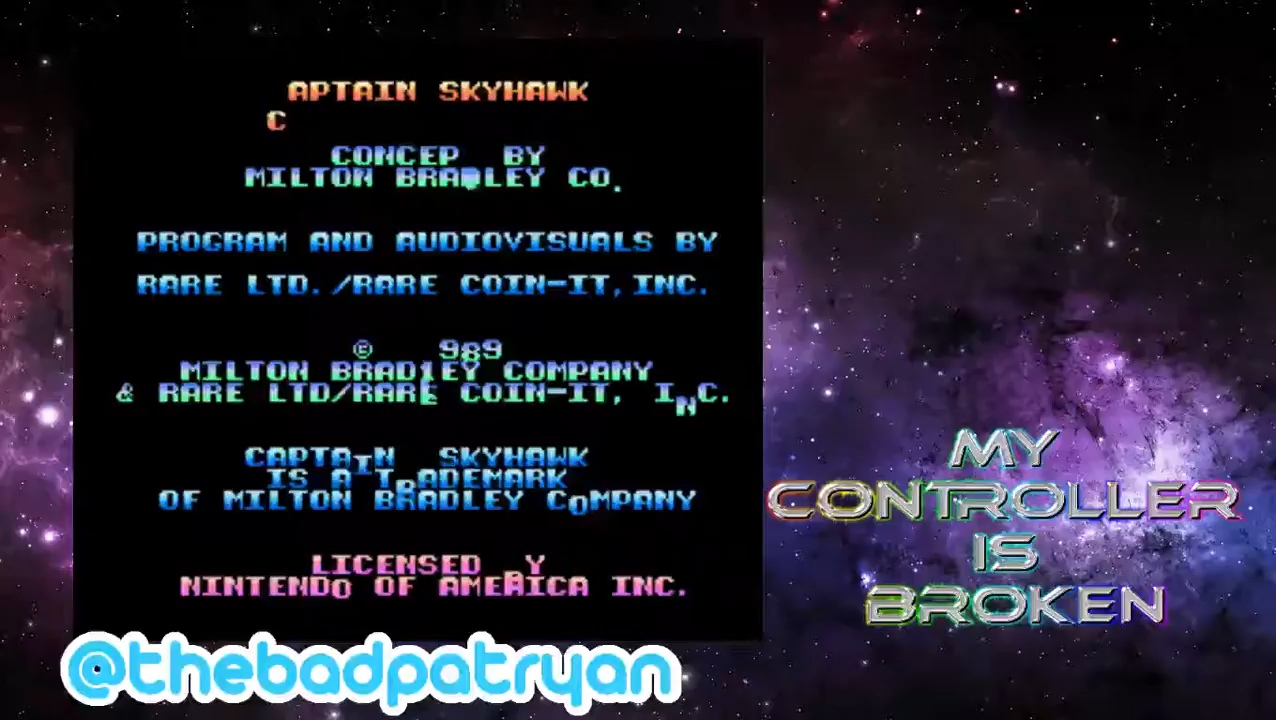 APTAIN SKYHAWK
C
CONCEP BY
MILTON BRADLEY CO.
PROGRAM AND AUDIOVISUALS BY
RARE LTD./RARE COIN-IT,INC.
© 989
MILTON BRAD1EY COMPANY
& RARE LTD/RARE COIN-IT, INC.
CAPTAIN SKYHAWK
IS A TRADEMARK
OF MILTON BRADLEY COMPANY
LICENSED BY
NINTENDO OF AMERICA INC.
MY
CONTROLLER
IS
BROKEN
@thebadpatryan